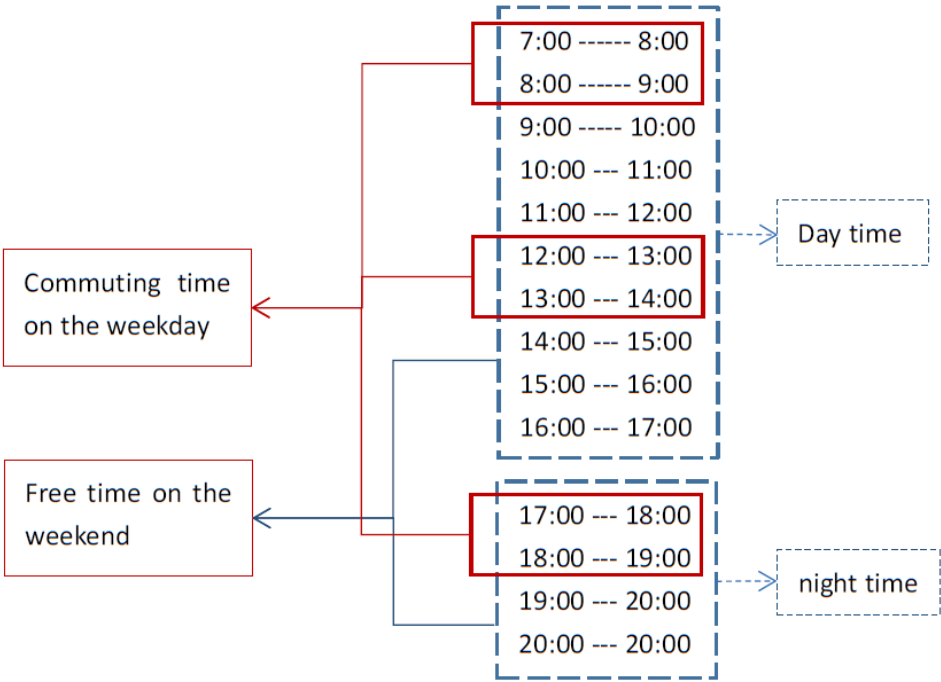 7:00 ------ 8:00
8:00 ------ 9:00
9:00 ----- 10:00
10:00 --- 11:00
11:00 --- 12:00
12:00 --- 13:00
13:00 --- 14:00
14:00 --- 15:00
15:00 --- 16:00
16:00 --- 17:00
Day time
Commuting time
on the weekday
Free time on the
weekend
17:00 --- 18:00
18:00 --- 19:00
19:00 --- 20:00
20:00 --- 20:00
night time